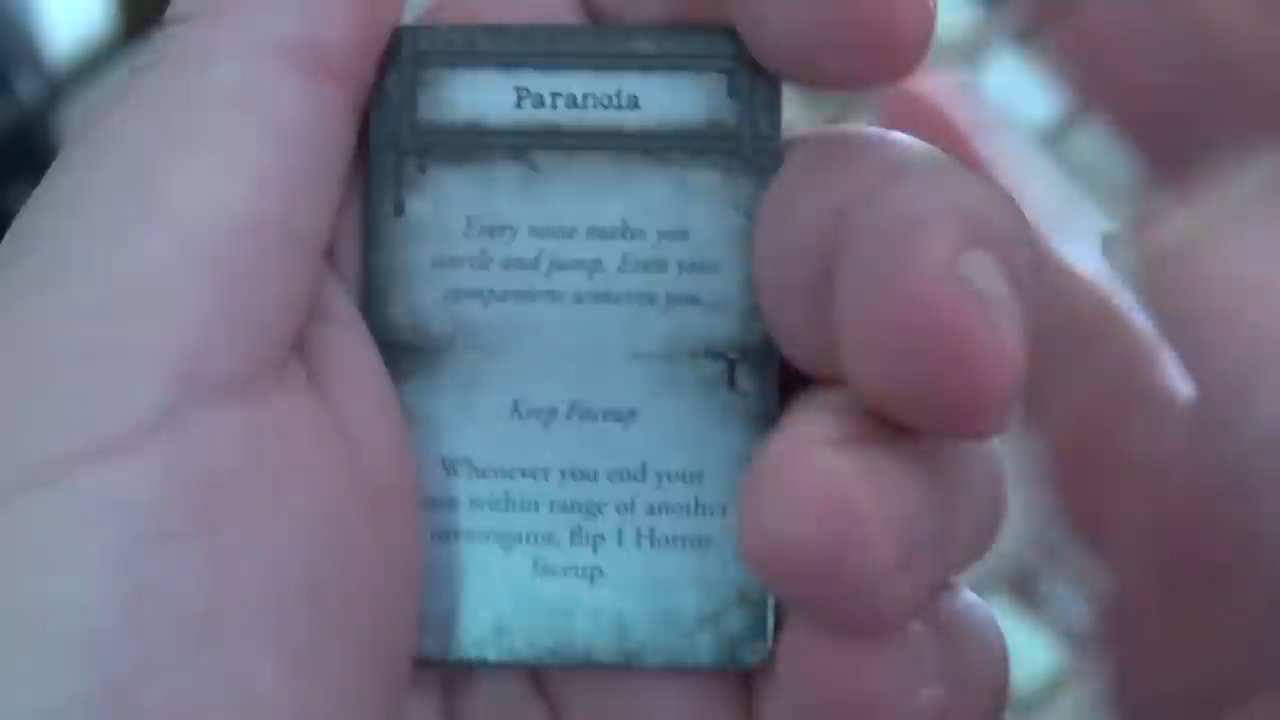 Paranoia
Every noise makes you
startle and jump. Even your
companions unnerve you...
Keep Faceup
Whenever you end your
within range of another
investigator, flip 1 Horror
faceup.